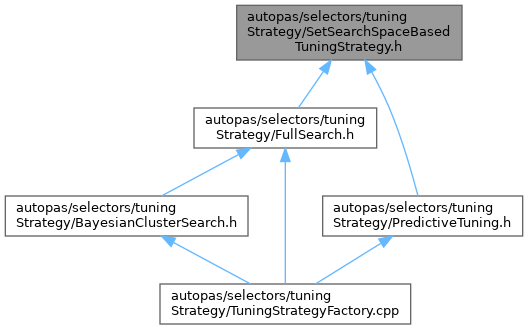 autopas/selectors/tuning
Strategy/SetSearchSpaceBased
TuningStrategy.h
autopas/selectors/tuning
Strategy/FullSearch.h
autopas/selectors/tuning
Strategy/BayesianClusterSearch.h
autopas/selectors/tuning
Strategy/PredictiveTuning.h
autopas/selectors/tuning
Strategy/TuningStrategyFactory.cpp